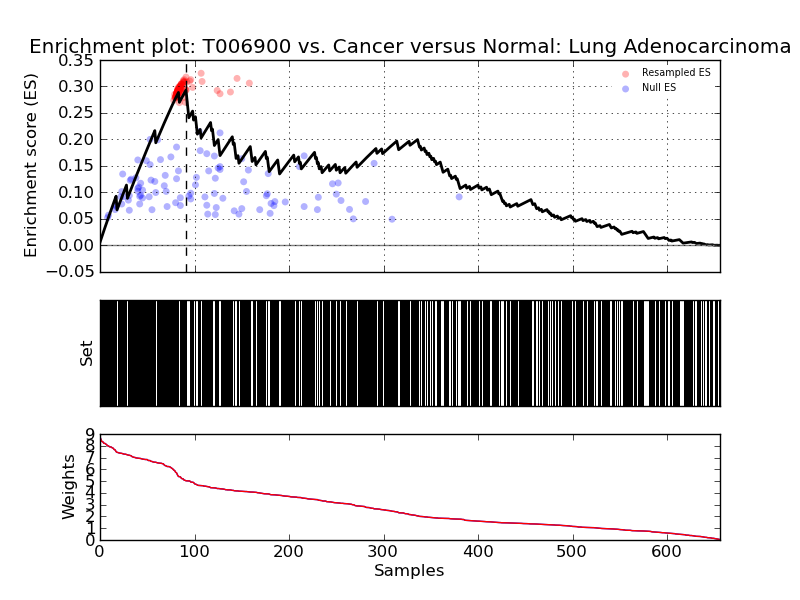 Enrichment plot: T006900 vs. Cancer versus Normal: Lung Adenocarcinoma
Enrichment score (ES)
0.35
0.30
0.25
0.20
0.15
0.10
0.05
0.00
−0.05
Resampled ES
Null ES
Set
Weights
9
8
7
6
5
4
3
2
1
0
0 100 200 300 400 500 600
Samples